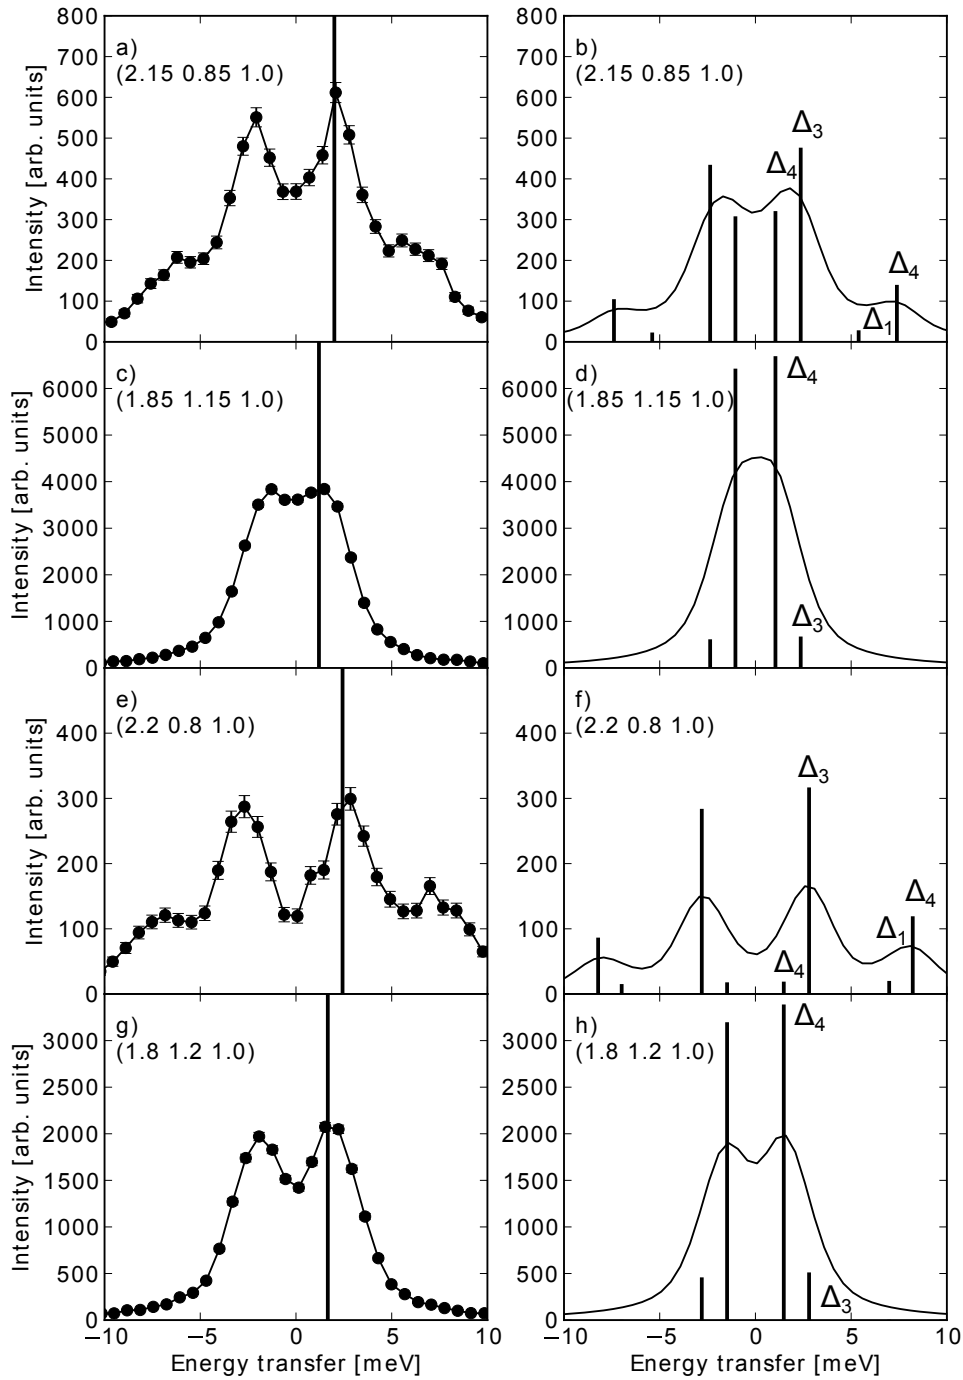 800
700
600
500
400
300
200
100
0
Intensity [arb. units]
a)
(2.15 0.85 1.0)
b)
(2.15 0.85 1.0)
Δ3
Δ4
Δ4
Δ1
6000
5000
4000
3000
2000
1000
0
Intensity [arb. units]
c)
(1.85 1.15 1.0)
d)
(1.85 1.15 1.0)
Δ4
Δ3
400
300
200
100
0
Intensity [arb. units]
e)
(2.2 0.8 1.0)
f)
(2.2 0.8 1.0)
Δ3
Δ4
Δ1
Δ4
3000
2500
2000
1500
1000
500
0
Intensity [arb. units]
g)
(1.8 1.2 1.0)
h)
(1.8 1.2 1.0)
Δ4
Δ3
−10 −5 0 5 10
−10 −5 0 5 10
Energy transfer [meV]
Energy transfer [meV]